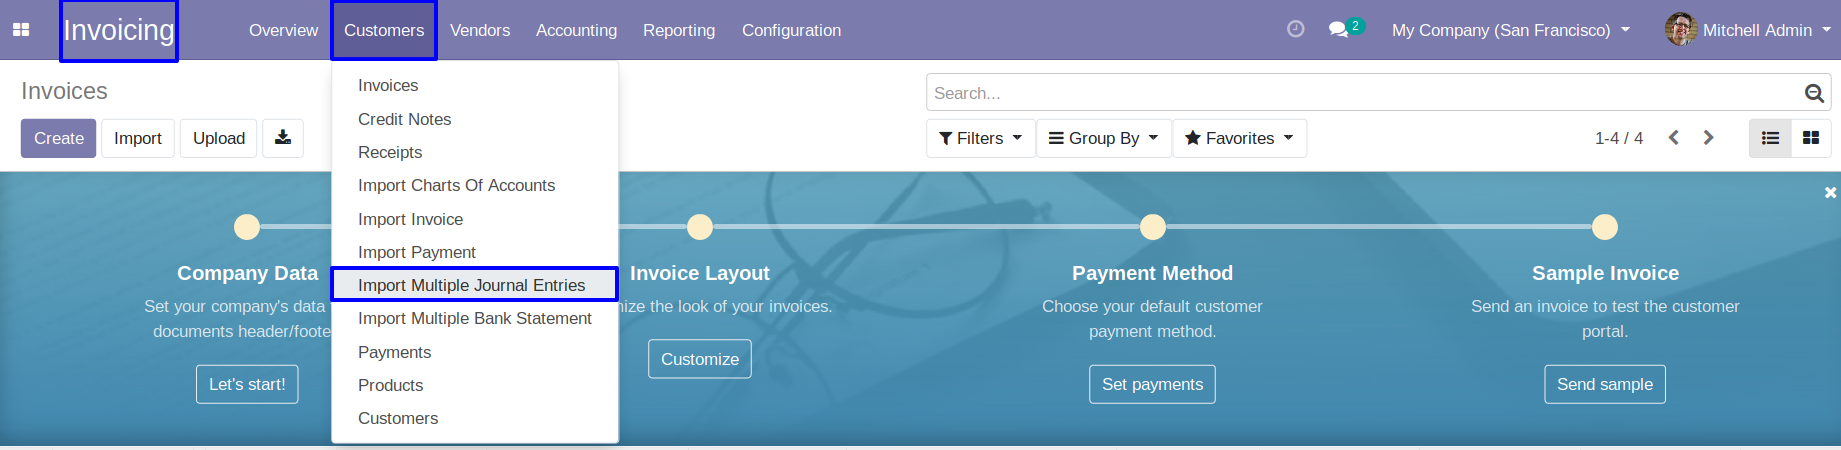 Invoicing
Overview
Customers
Vendors
Accounting
Reporting
Configuration
2
My Company (San Francisco)
Mitchell Admin
Invoices
Search...
Create
Import
Upload
Filters
Group By
Favorites
1-4 / 4
Invoices
Credit Notes
Receipts
Import Charts Of Accounts
Import Invoice
Import Payment
Import Multiple Journal Entries
Import Multiple Bank Statement
Payments
Products
Customers
Company Data
Set your company's data
documents header/foote
Let's start!
Invoice Layout
ize the look of your invoices.
Customize
Payment Method
Choose your default customer
payment method.
Set payments
Sample Invoice
Send an invoice to test the customer
portal.
Send sample